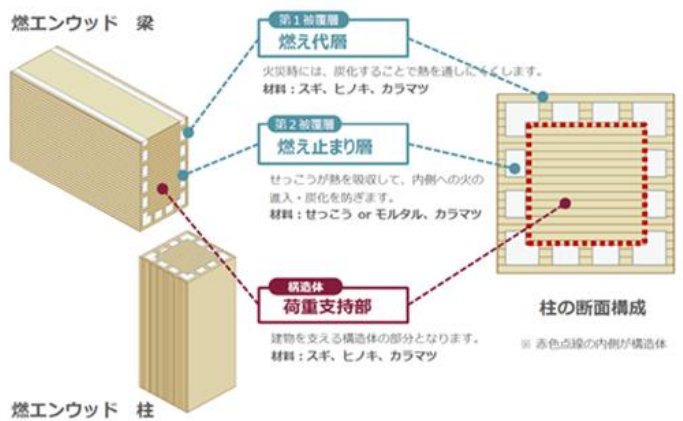 燃エンウッド 梁
第1被覆層
燃え代層
火災時には、炭化することで熱を通しにくくします。
材料：スギ、ヒノキ、カラマツ
第2被覆層
燃え止まり層
せっこうが熱を吸収して、内側への火の
進入・炭化を防ぎます。
材料：せっこう or モルタル、カラマツ
構造体
荷重支持部
建物を支える構造体の部分となります。
材料：スギ、ヒノキ、カラマツ
柱の断面構成
※ 赤色点線の内側が構造体
燃エンウッド 柱